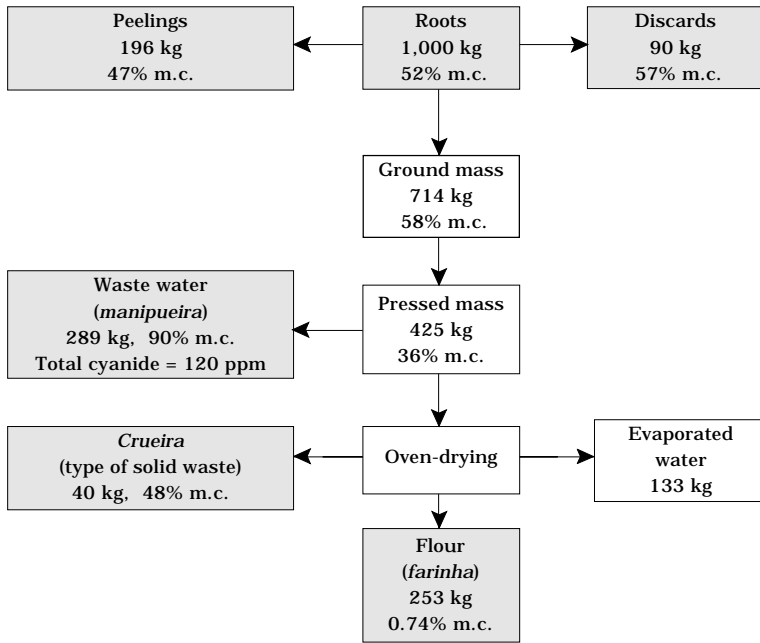 Peelings
196 kg
47% m.c.
Roots
1,000 kg
52% m.c.
Discards
90 kg
57% m.c.
Ground mass
714 kg
58% m.c.
Waste water
(manipueira)
289 kg, 90% m.c.
Total cyanide = 120 ppm
Pressed mass
425 kg
36% m.c.
Crueira
(type of solid waste)
40 kg, 48% m.c.
Oven-drying
Evaporated
water
133 kg
Flour
(farinha)
253 kg
0.74% m.c.